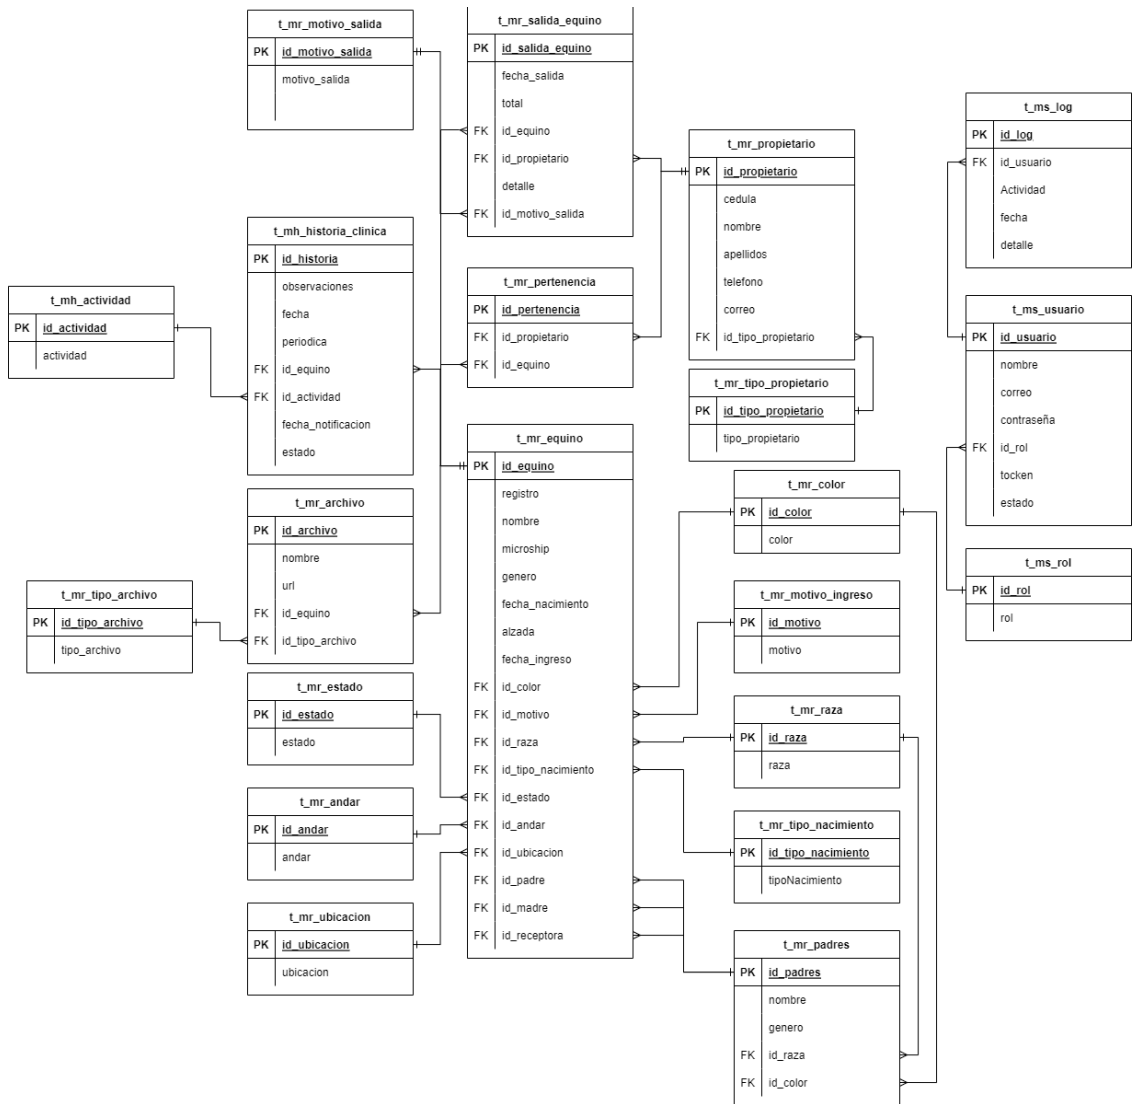 t_mr_motivo_salida
PK id_motivo_salida
motivo_salida
t_mr_salida_equino
PK id_salida_equino
fecha_salida
total
FK id_equino
FK id_propietario
detalle
FK id_motivo_salida
t_mr_propietario
PK id_propietario
cedula
nombre
apellidos
telefono
correo
FK id_tipo_propietario
t_ms_log
PK id_log
FK id_usuario
Actividad
fecha
detalle
t_mh_historia_clinica
PK id_historia
observaciones
fecha
periodica
FK id_equino
FK id_actividad
fecha_notificacion
estado
t_mh_actividad
PK id_actividad
actividad
t_mr_pertenencia
PK id_pertenencia
FK id_propietario
FK id_equino
t_mr_tipo_propietario
PK id_tipo_propietario
tipo_propietario
t_ms_usuario
PK id_usuario
nombre
correo
contraseña
FK id_rol
tocken
estado
t_mr_equino
PK id_equino
registro
nombre
microship
genero
fecha_nacimiento
alzada
fecha_ingreso
FK id_color
FK id_motivo
FK id_raza
FK id_tipo_nacimiento
FK id_estado
FK id_andar
FK id_ubicacion
FK id_padre
FK id_madre
FK id_receptora
t_mr_archivo
PK id_archivo
nombre
url
FK id_equino
FK id_tipo_archivo
t_mr_tipo_archivo
PK id_tipo_archivo
tipo_archivo
t_mr_color
PK id_color
color
t_ms_rol
PK id_rol
rol
t_mr_motivo_ingreso
PK id_motivo
motivo
t_mr_estado
PK id_estado
estado
t_mr_raza
PK id_raza
raza
t_mr_andar
PK id_andar
andar
t_mr_tipo_nacimiento
PK id_tipo_nacimiento
tipoNacimiento
t_mr_ubicacion
PK id_ubicacion
ubicacion
t_mr_padres
PK id_padres
nombre
genero
FK id_raza
FK id_color